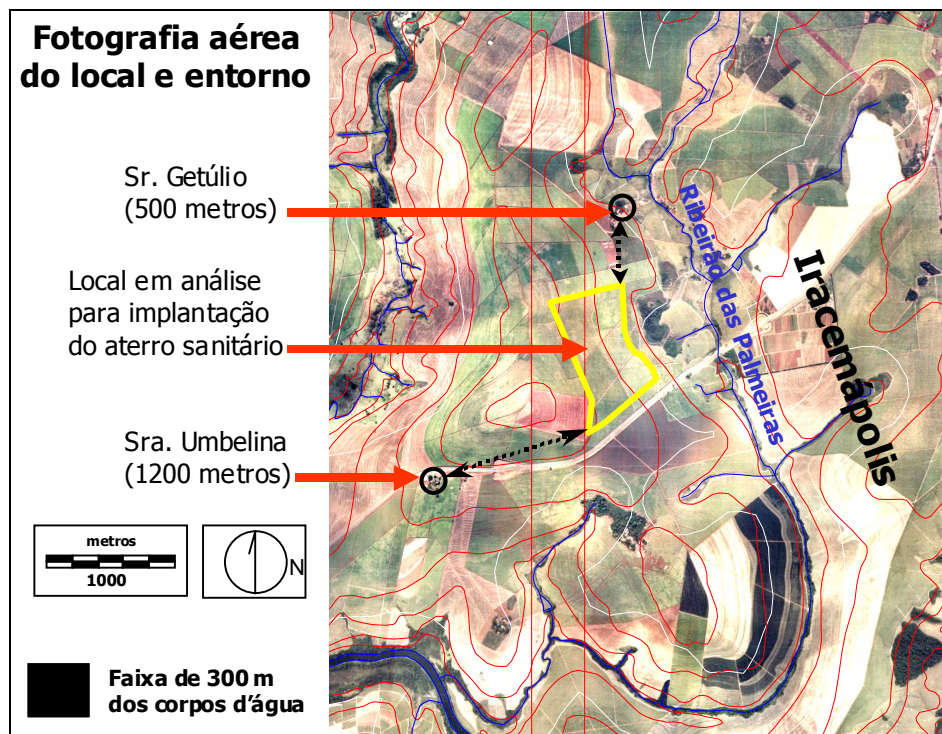 Fotografia aérea
do local e entorno
Sr. Getúlio
(500 metros)
Local em análise
para implantação
do aterro sanitário
Sra. Umbelina
(1200 metros)
metros
1000
N
Faixa de 300 m
dos corpos d'água
Ribeirão das Palmeiras
Iracemápolis